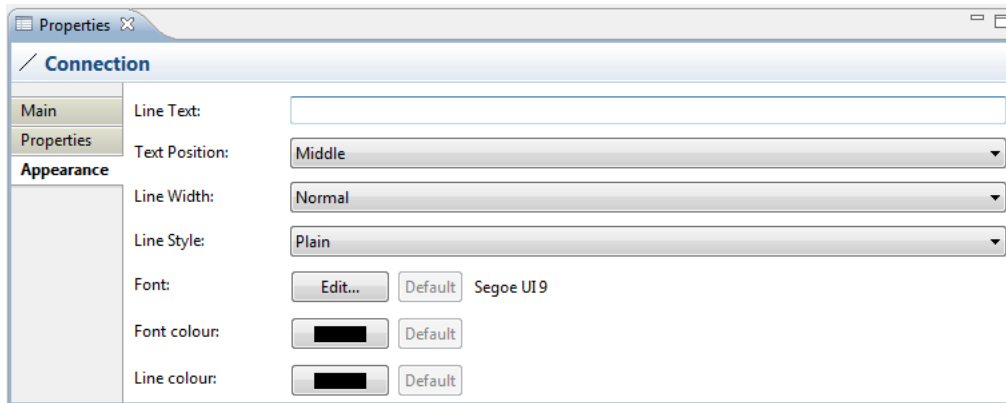 Properties
Connection
Main
Properties
Appearance
Line Text:
Text Position: Middle
Line Width: Normal
Line Style: Plain
Font: Edit... Default Segoe UI 9
Font colour: Default
Line colour: Default